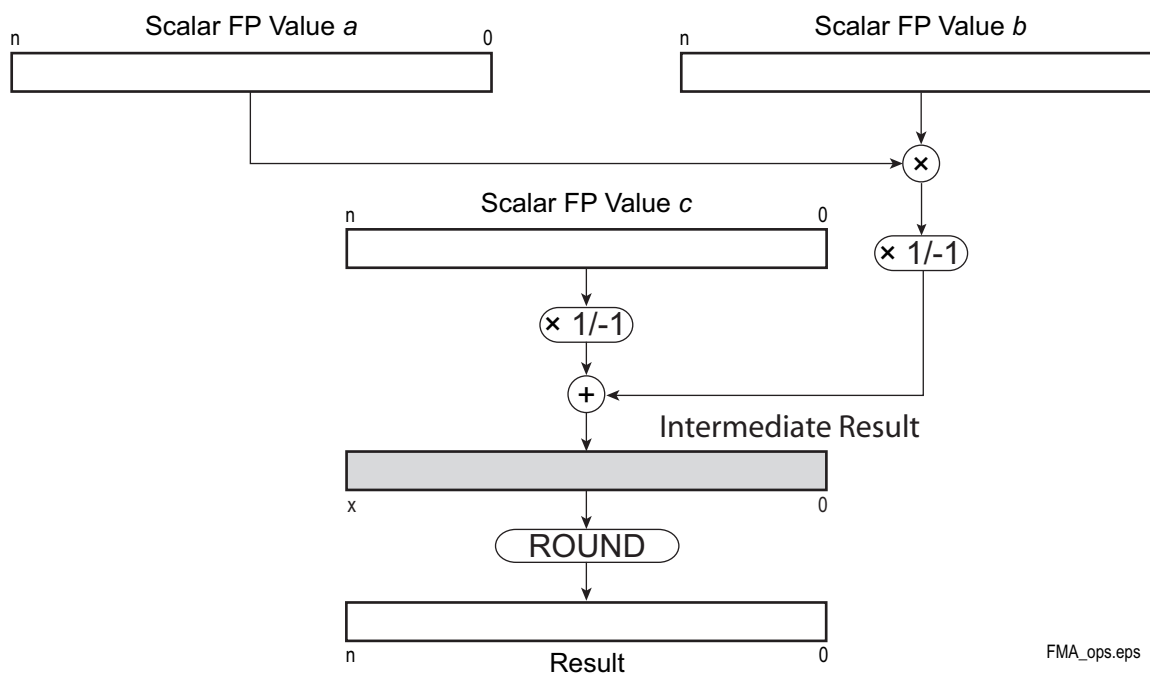 Scalar FP Value a
n 0
Scalar FP Value b
n
×
Scalar FP Value c
n 0
× 1/-1
× 1/-1
+
Intermediate Result
x 0
ROUND
n 0
Result
FMA_ops.eps